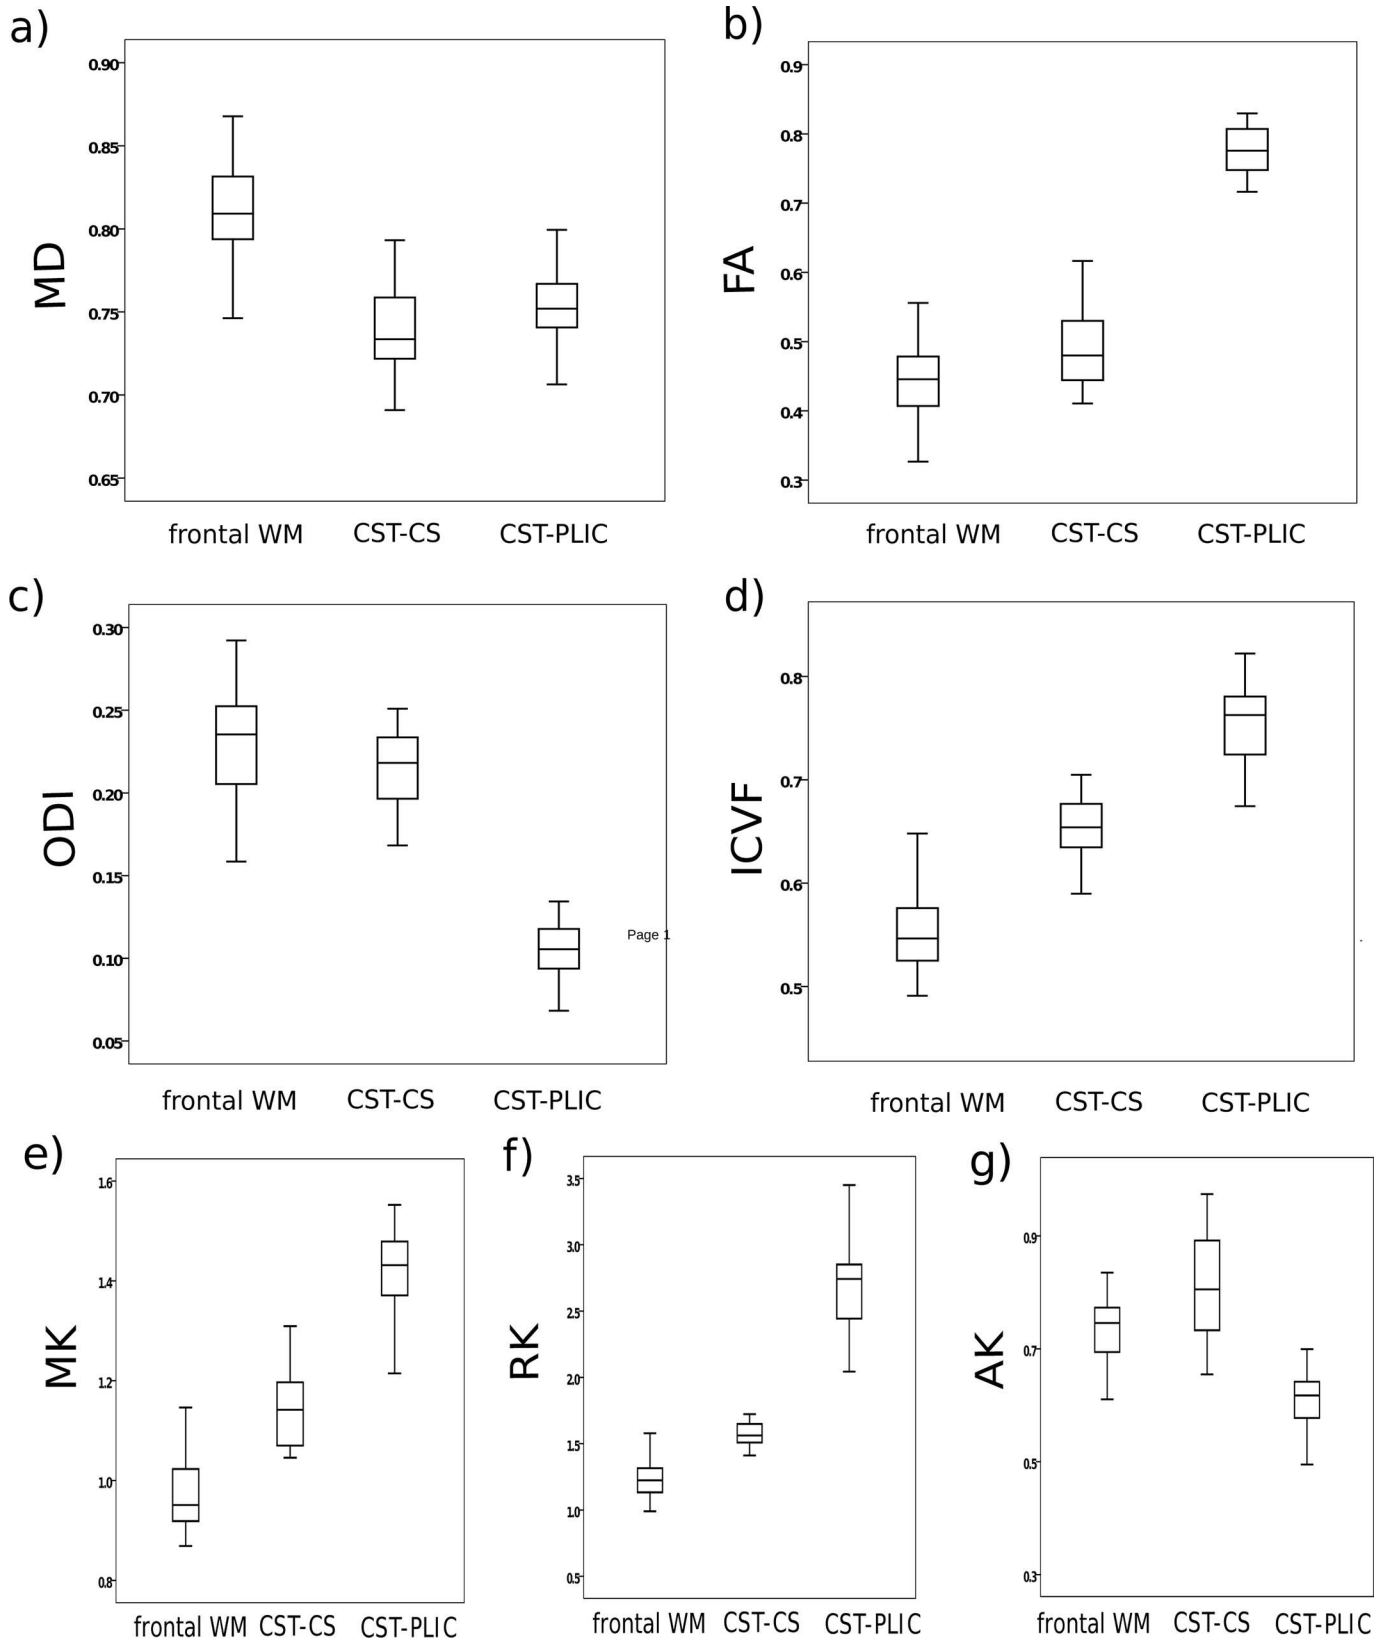 a)
0.90
0.85
0.80
0.75
0.70
0.65
MD
frontal WM CST-CS CST-PLIC
b)
0.9
0.8
0.7
0.6
0.5
0.4
0.3
FA
frontal WM CST-CS CST-PLIC
c)
0.30
0.25
0.20
0.15
0.10
0.05
ODI
Page 1
frontal WM CST-CS CST-PLIC
d)
0.8
0.7
0.6
0.5
ICVF
frontal WM CST-CS CST-PLIC
e)
1.6
1.4
1.2
1.0
0.8
MK
frontal WM CST-CS CST-PLIC
f)
3.5
3.0
2.5
2.0
1.5
1.0
0.5
RK
frontal WM CST-CS CST-PLIC
g)
0.9
0.7
0.5
0.3
AK
frontal WM CST-CS CST-PLIC